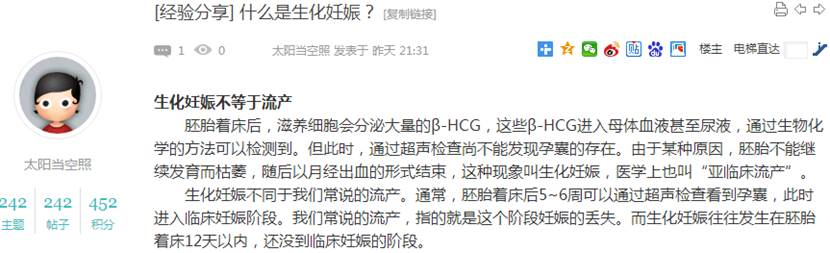 [经验分享] 什么是生化妊娠？ [复制链接]
1 0 太阳当空照 发表于 昨天 21:31 贴 楼主 电梯直达
生化妊娠不等于流产
胚胎着床后，滋养细胞会分泌大量的β-HCG，这些β-HCG进入母体血液甚至尿液，通过生物化
学的方法可以检测到。但此时，通过超声检查尚不能发现孕囊的存在。由于某种原因，胚胎不能继
续发育而枯萎，随后以月经出血的形式结束，这种现象叫生化妊娠，医学上也叫“亚临床流产”。
生化妊娠不同于我们常说的流产。通常，胚胎着床后5~6周可以通过超声检查看到孕囊，此时
进入临床妊娠阶段。我们常说的流产，指的就是这个阶段妊娠的丢失。而生化妊娠往往发生在胚胎
着床12天以内，还没到临床妊娠的阶段。
太阳当空照
242 242 452
主题 帖子 积分